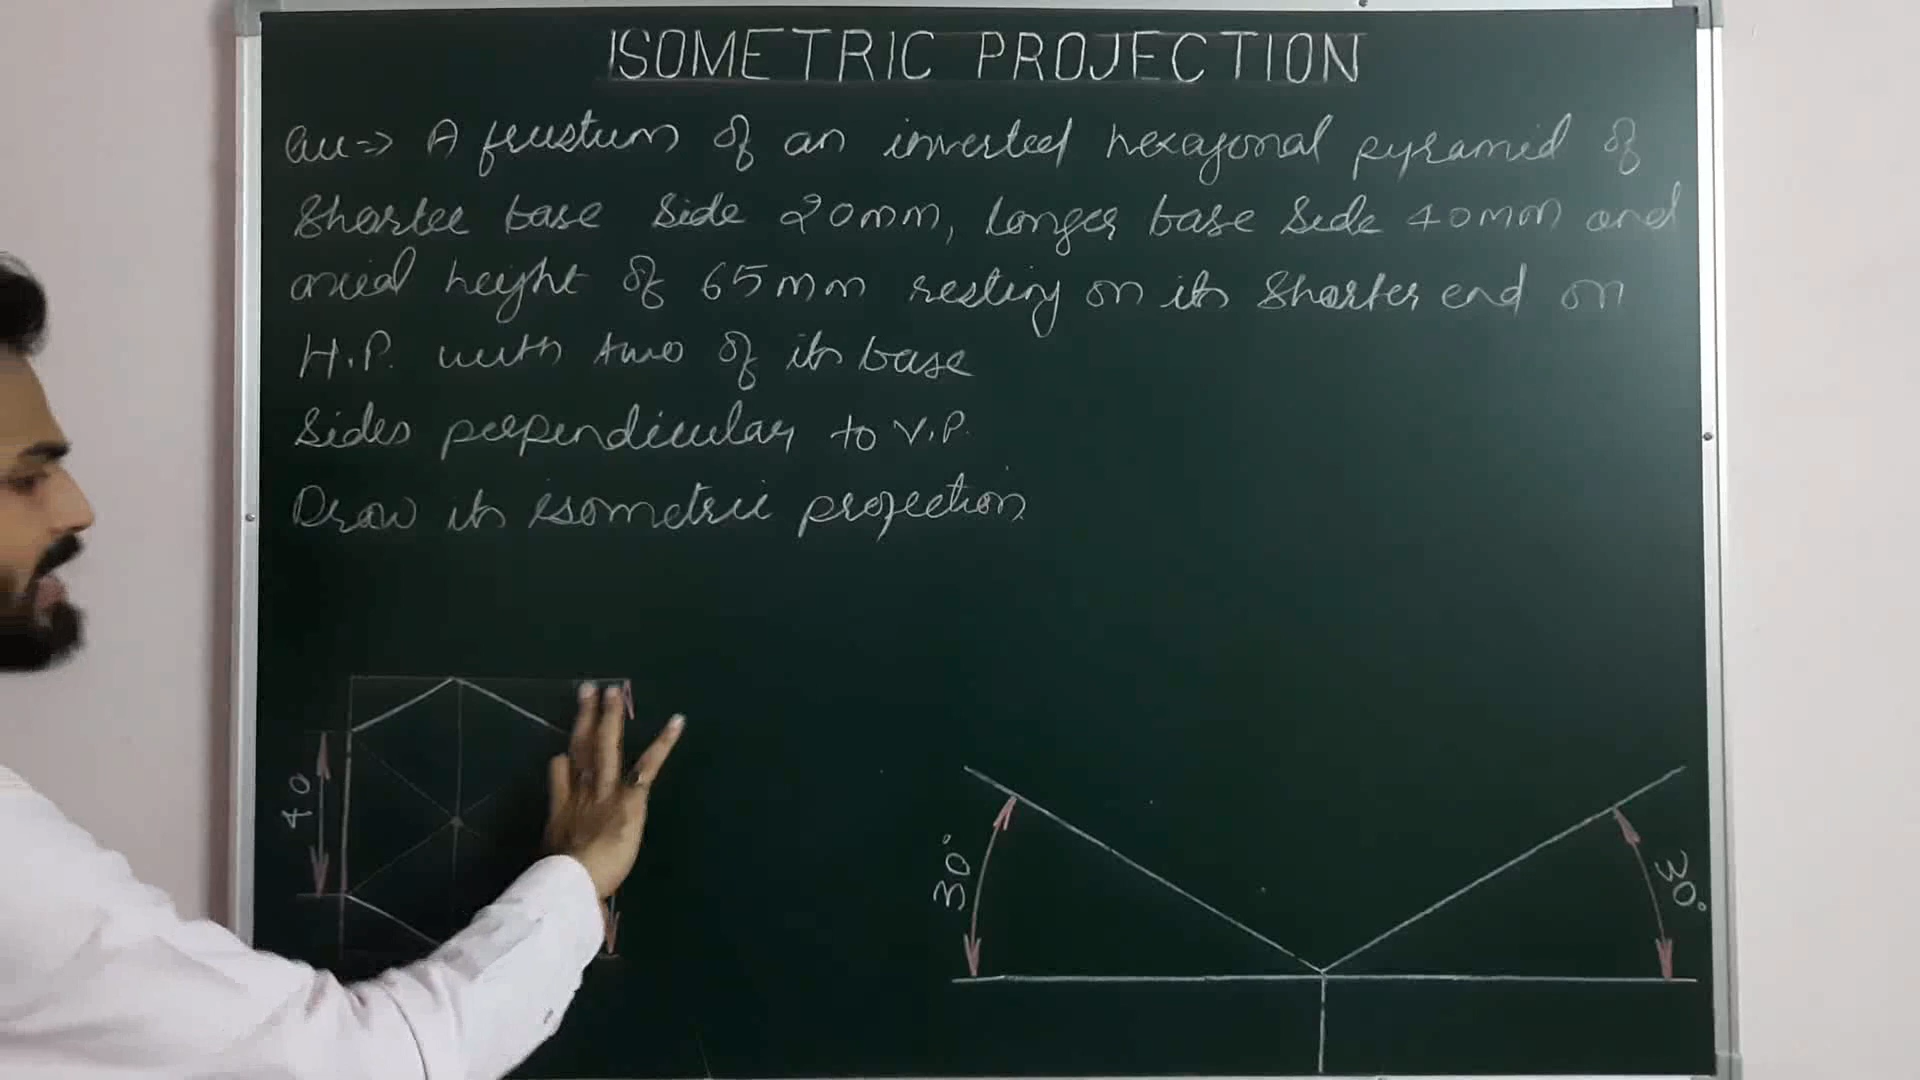 ISOMETRIC PROJECTION
Qu => A frustum of an inverted hexagonal pyramid of
Shorter base side 20mm, longer base side 40mm and
axial height of 65mm resting on its shorter end on
H.P. with two of its base
Sides perpendicular to V.P.
Draw its isometric projection
40
30°
30°